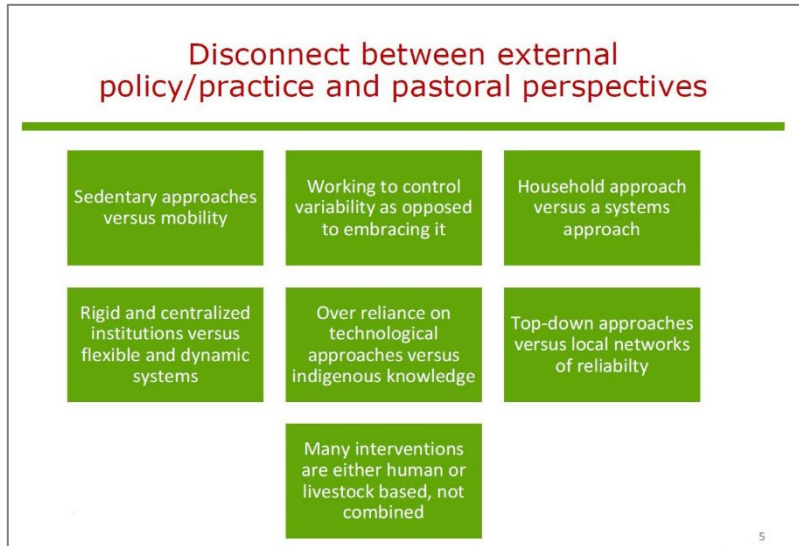 Disconnect between external
policy/practice and pastoral perspectives
Sedentary approaches
versus mobility
Working to control
variability as opposed
to embracing it
Household approach
versus a systems
approach
Rigid and centralized
institutions versus
flexible and dynamic
systems
Over reliance on
technological
approaches versus
indigenous knowledge
Top-down approaches
versus local networks
of reliabilty
Many interventions
are either human or
livestock based, not
combined
5